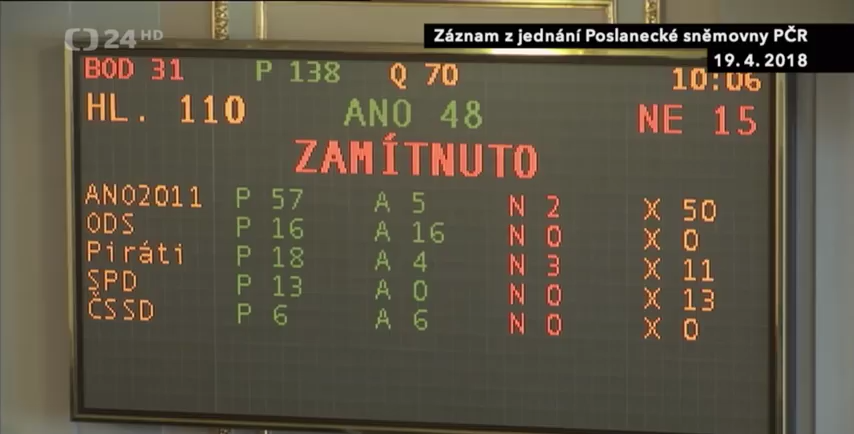 24 HD
Záznam z jednání Poslanecké sněmovny PČR
19. 4. 2018
BOD 31 P 138 Q 70 10:06
HL. 110 ANO 48 NE 15
ZAMÍTNUTO
ANO2011 P 57 A 5 N 2 X 50
ODS P 16 A 16 N 0 X 0
Piráti P 18 A 4 N 3 X 11
SPD P 13 A 0 N 0 X 13
ČSSD P 6 A 6 N 0 X 0